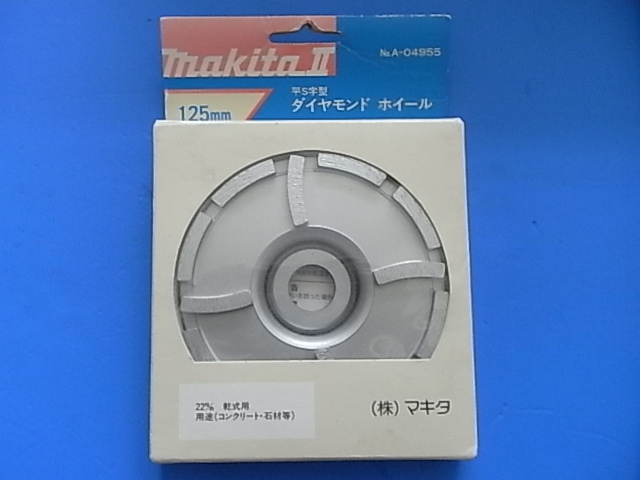 makita II
No.A-04955
125mm
平S字型
ダイヤモンド ホイール
22m/m 乾式用
用途(コンクリート・石材等)
(株) マキタ